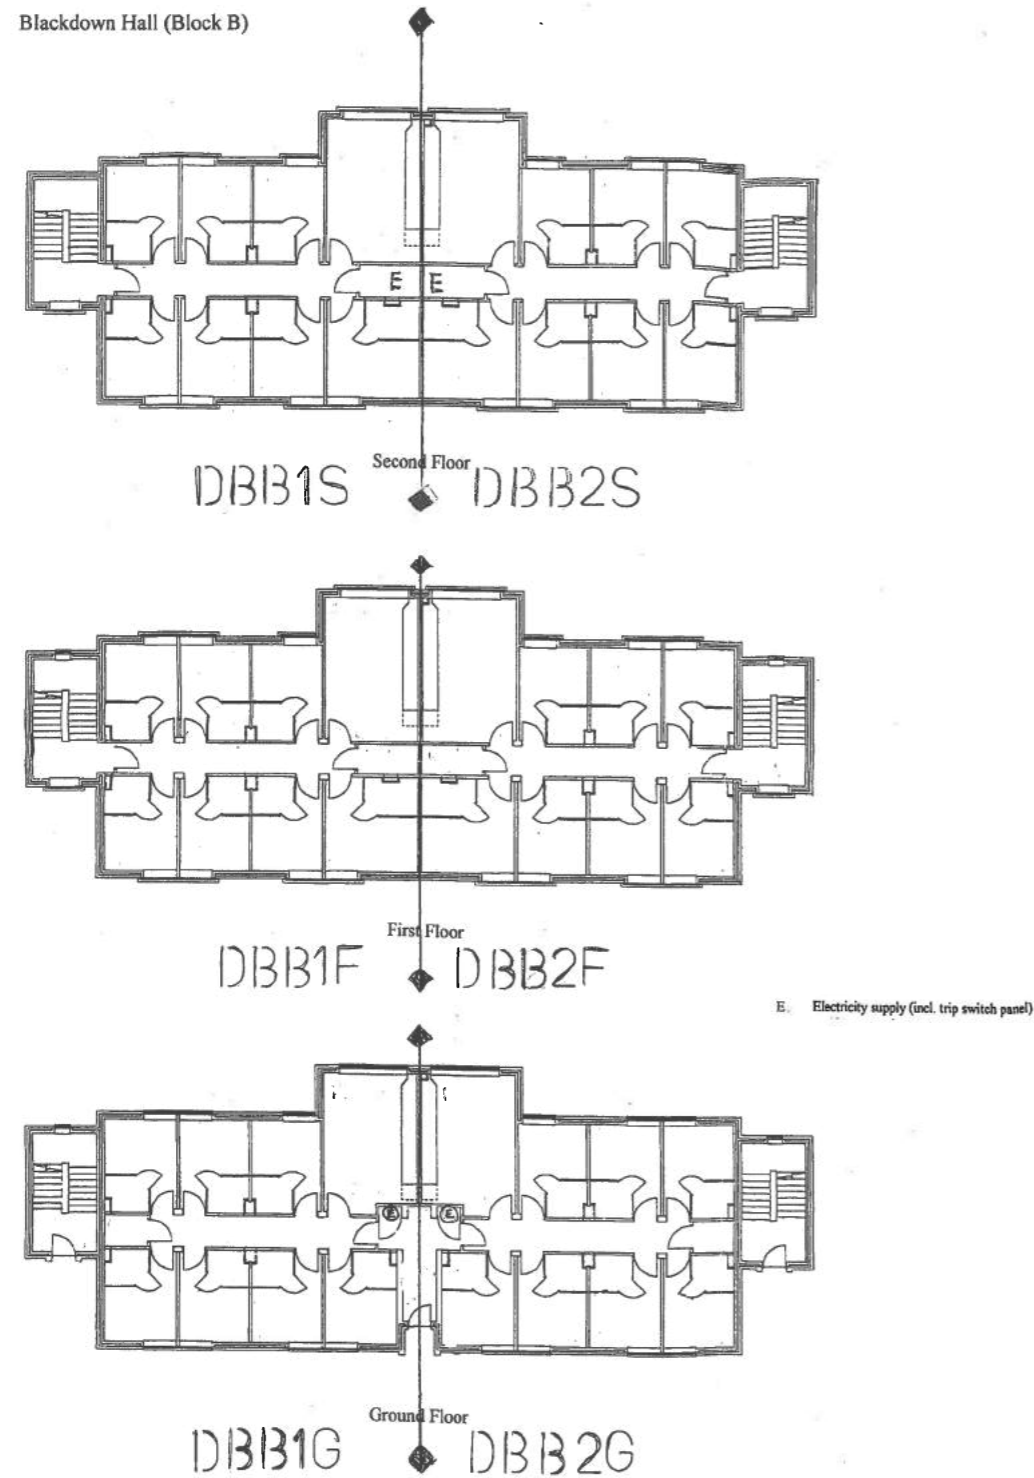 Blackdown Hall (Block B)
E E
Second Floor
DBB1S DBB2S
First Floor
DBB1F DBB2F
E. Electricity supply (incl. trip switch panel)
E E
Ground Floor
DBB1G DBB2G